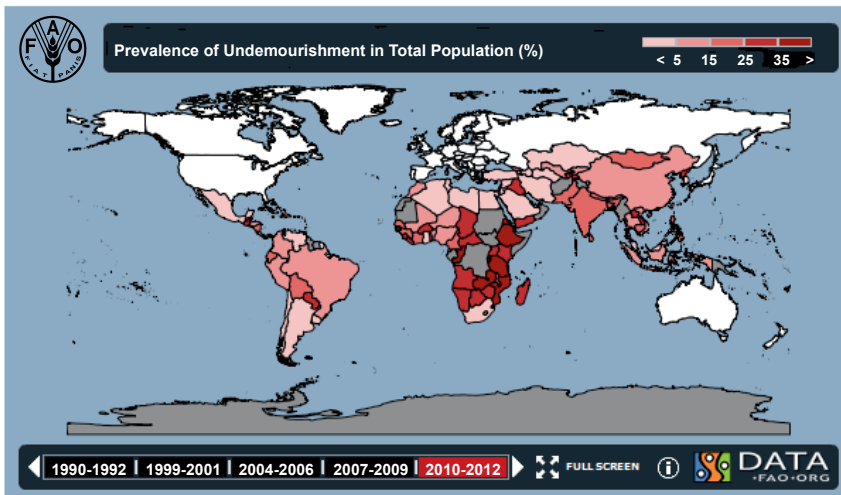 F A O
FIAT PANIS
Prevalence of Undemourishment in Total Population (%)
< 5 15 25 35 >
1990-1992 1999-2001 2004-2006 2007-2009 2010-2012
FULL SCREEN
i
DATA
•FAO•ORG